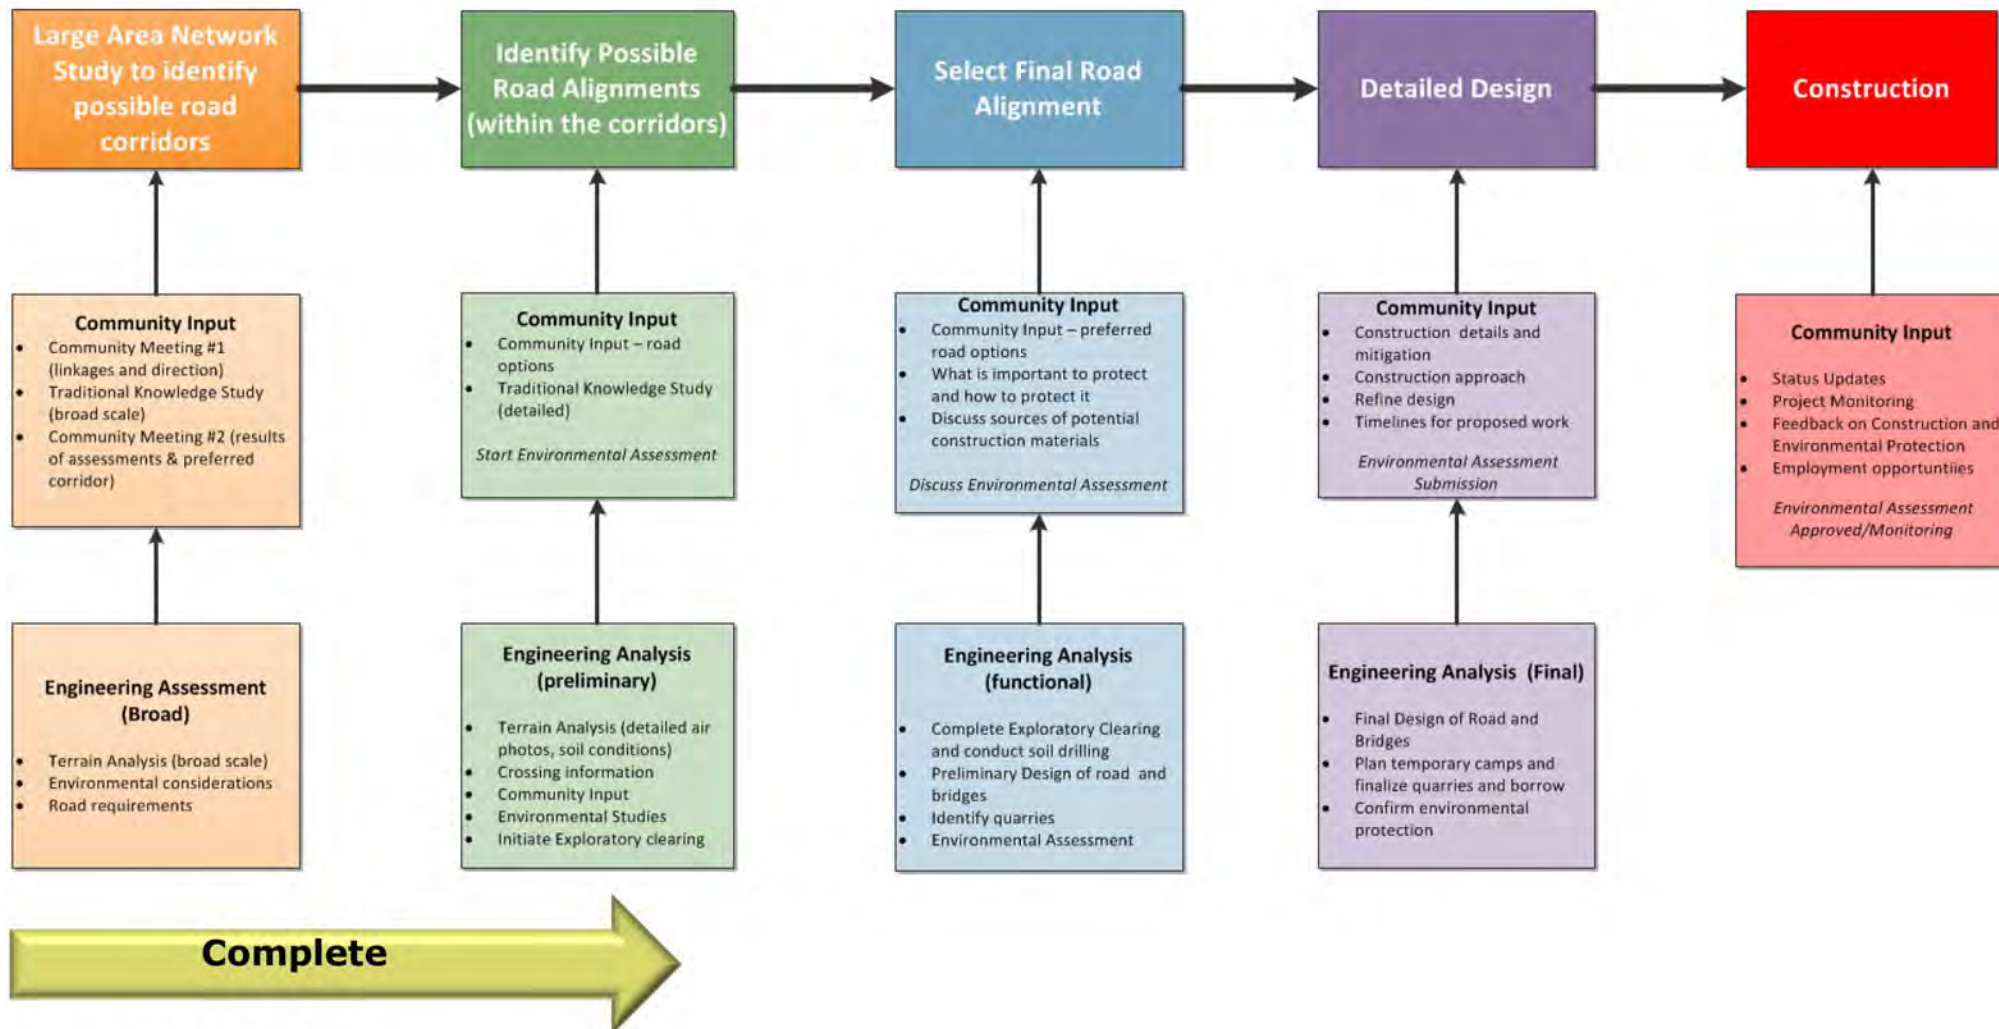 Large Area Network
Study to identify
possible road
corridors
Identify Possible
Road Alignments
(within the corridors)
Select Final Road
Alignment
Detailed Design
Construction
Community Input
• Community Meeting #1
(linkages and direction)
• Traditional Knowledge Study
(broad scale)
• Community Meeting #2 (results
of assessments & preferred
corridor)
Community Input
• Community Input – road
options
• Traditional Knowledge Study
(detailed)
Start Environmental Assessment
Community Input
• Community Input – preferred
road options
• What is important to protect
and how to protect it
• Discuss sources of potential
construction materials
Discuss Environmental Assessment
Community Input
• Construction details and
mitigation
• Construction approach
• Refine design
• Timelines for proposed work
Environmental Assessment
Submission
Community Input
• Status Updates
• Project Monitoring
• Feedback on Construction and
Environmental Protection
• Employment opportuntiies
Environmental Assessment
Approved/Monitoring
Engineering Assessment
(Broad)
• Terrain Analysis (broad scale)
• Environmental considerations
• Road requirements
Engineering Analysis
(preliminary)
• Terrain Analysis (detailed air
photos, soil conditions)
• Crossing information
• Community Input
• Environmental Studies
• Initiate Exploratory clearing
Engineering Analysis
(functional)
• Complete Exploratory Clearing
and conduct soil drilling
• Preliminary Design of road and
bridges
• Identify quarries
• Environmental Assessment
Engineering Analysis (Final)
• Final Design of Road and
Bridges
• Plan temporary camps and
finalize quarries and borrow
• Confirm environmental
protection
Complete